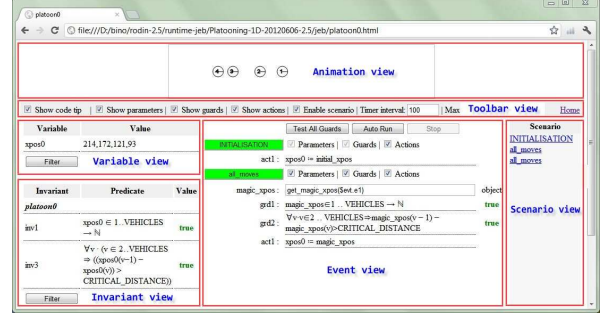 platoon0
file:///D:/bino/rodin-2.5/runtime-jeb/Platooning-1D-20120606-2.5/jeb/platoon0.html
4 3 2 1 Animation view
Show code tip | Show parameters | Show guards | Show actions | Enable scenario | Timer interval: 100 | Max Toolbar view Home
Variable Value
xpos0 214,172,121,93
Filter Variable view
Invariant Predicate Value
platoon0
inv1 xpos0 ∈ 1‥VEHICLES → ℕ true
inv3 ∀v · (v ∈ 2‥VEHICLES
⇒ ((xpos0(v−1) −
xpos0(v)) > true
CRITICAL_DISTANCE))
Filter Invariant view
Test All Guards Auto Run Stop
INITIALISATION Parameters | Guards | Actions
act1 : xpos0 ≔ initial_xpos
all_moves Parameters | Guards | Actions
magic_xpos : get_magic_xpos($evt.e1) object
grd1 : magic_xpos∈1 ‥ VEHICLES → ℕ true
grd2 : ∀v·v∈2 ‥ VEHICLES⇒magic_xpos(v − 1) −
magic_xpos(v)>CRITICAL_DISTANCE true
act1 : xpos0 ≔ magic_xpos
Event view
Scenario
INITIALISATION
all_moves
all_moves
Scenario view